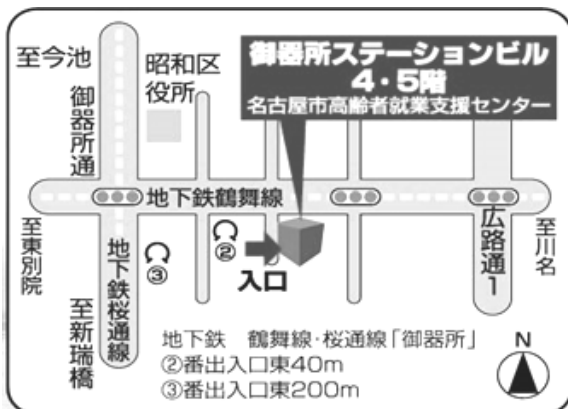 至今池
御器所通
昭和区
役所
御器所ステーションビル
4・5階
名古屋市高齢者就業支援センター
地下鉄鶴舞線
至東別院
地下鉄桜通線
至新瑞橋
③
②
入口
広路通1
至川名
地下鉄 鶴舞線・桜通線「御器所」
②番出入口東40m
③番出入口東200m
N